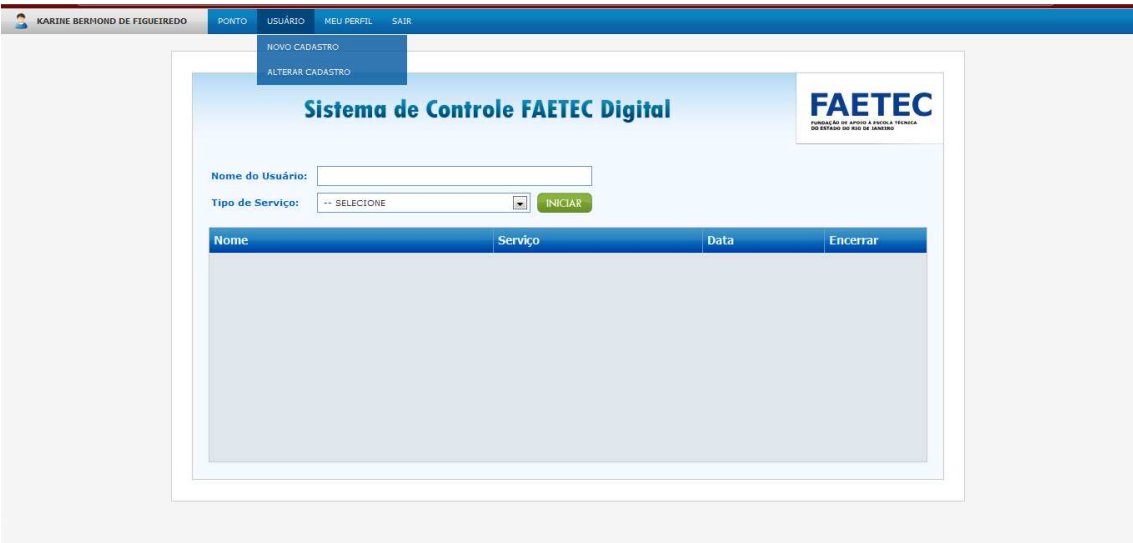 KARINE BERMOND DE FIGUEIREDO PONTO USUÁRIO MEU PERFIL SAIR
NOVO CADASTRO
ALTERAR CADASTRO
Sistema de Controle FAETEC Digital
FAETEC
FUNDAÇÃO DE APOIO À ESCOLA TÉCNICA
DO ESTADO DO RIO DE JANEIRO
Nome do Usuário:
Tipo de Serviço: -- SELECIONE INICIAR
Nome Serviço Data Encerrar